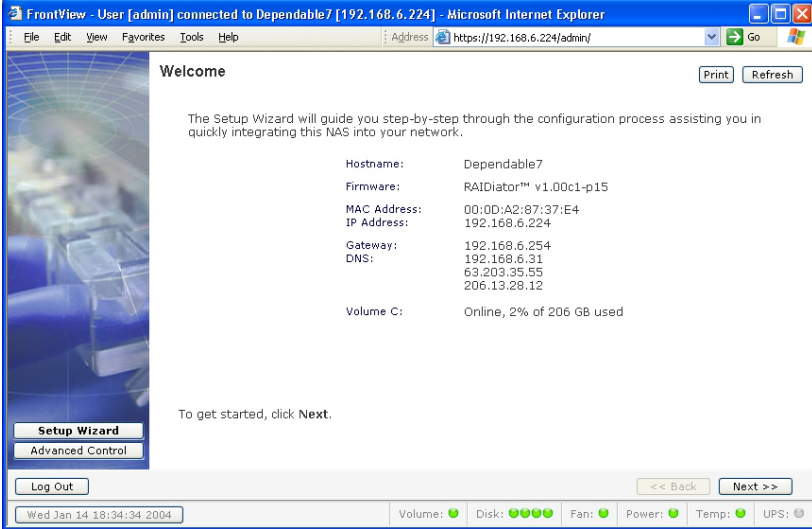 FrontView - User [admin] connected to Dependable7 [192.168.6.224] - Microsoft Internet Explorer
File Edit View Favorites Tools Help Address https://192.168.6.224/admin/ Go
Welcome
Print Refresh
The Setup Wizard will guide you step-by-step through the configuration process assisting you in
quickly integrating this NAS into your network.
Hostname: Dependable7
Firmware: RAIDiator™ v1.00c1-p15
MAC Address: 00:0D:A2:87:37:E4
IP Address: 192.168.6.224
Gateway: 192.168.6.254
DNS: 192.168.6.31
63.203.35.55
206.13.28.12
Volume C: Online, 2% of 206 GB used
To get started, click Next.
Setup Wizard
Advanced Control
Log Out << Back Next >>
Wed Jan 14 18:34:34 2004 Volume: Disk: Fan: Power: Temp: UPS: